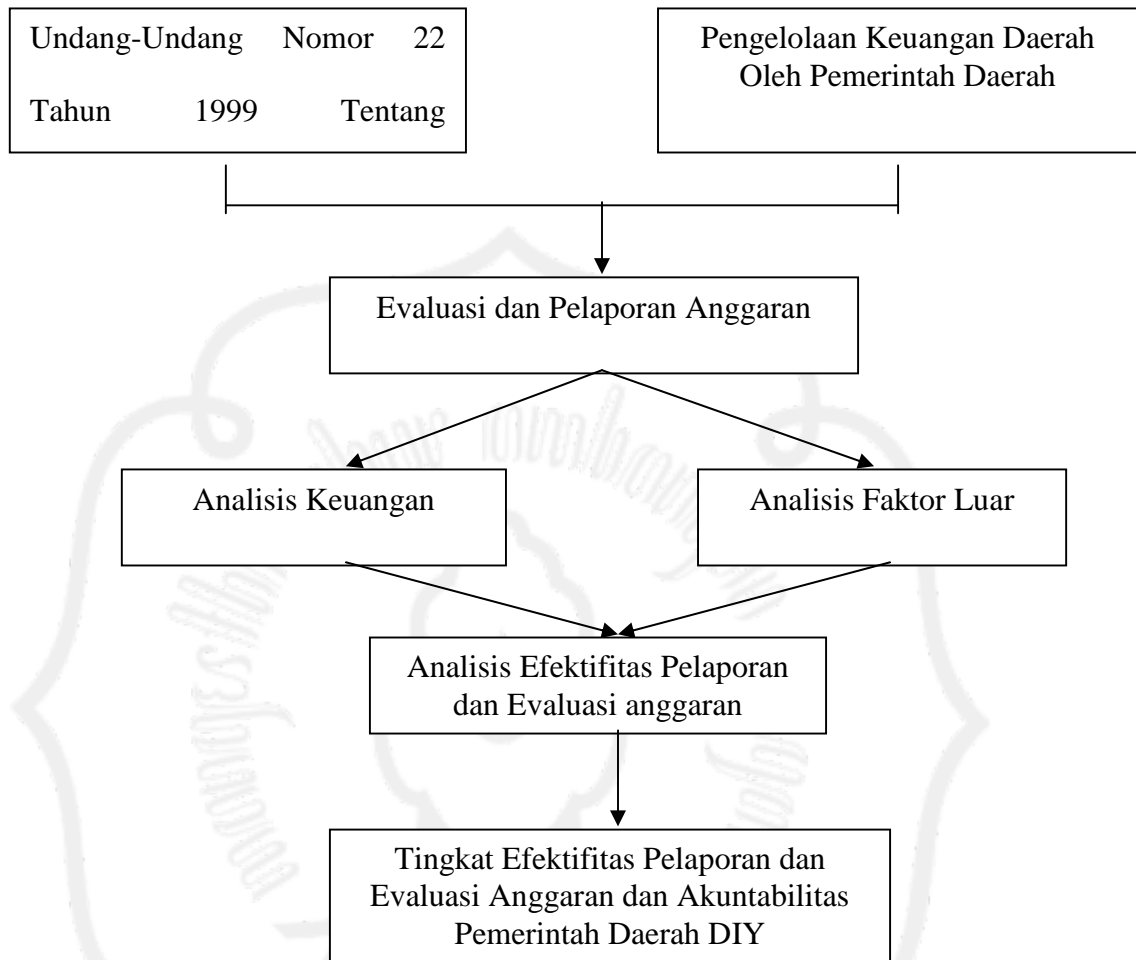 Undang-Undang Nomor 22
Tahun 1999 Tentang
Pengelolaan Keuangan Daerah
Oleh Pemerintah Daerah
Evaluasi dan Pelaporan Anggaran
Analisis Keuangan
Analisis Faktor Luar
Analisis Efektifitas Pelaporan
dan Evaluasi anggaran
Tingkat Efektifitas Pelaporan dan
Evaluasi Anggaran dan Akuntabilitas
Pemerintah Daerah DIY